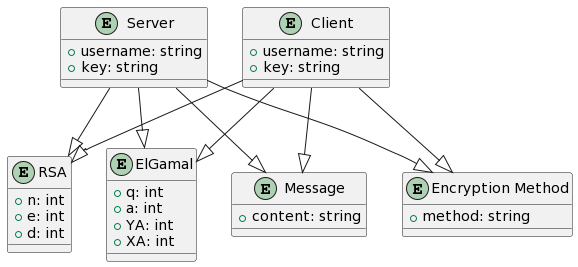 E Server
username: string
key: string
E Client
username: string
key: string
E RSA
n: int
e: int
d: int
E ElGamal
q: int
a: int
YA: int
XA: int
E Message
content: string
E Encryption Method
method: string